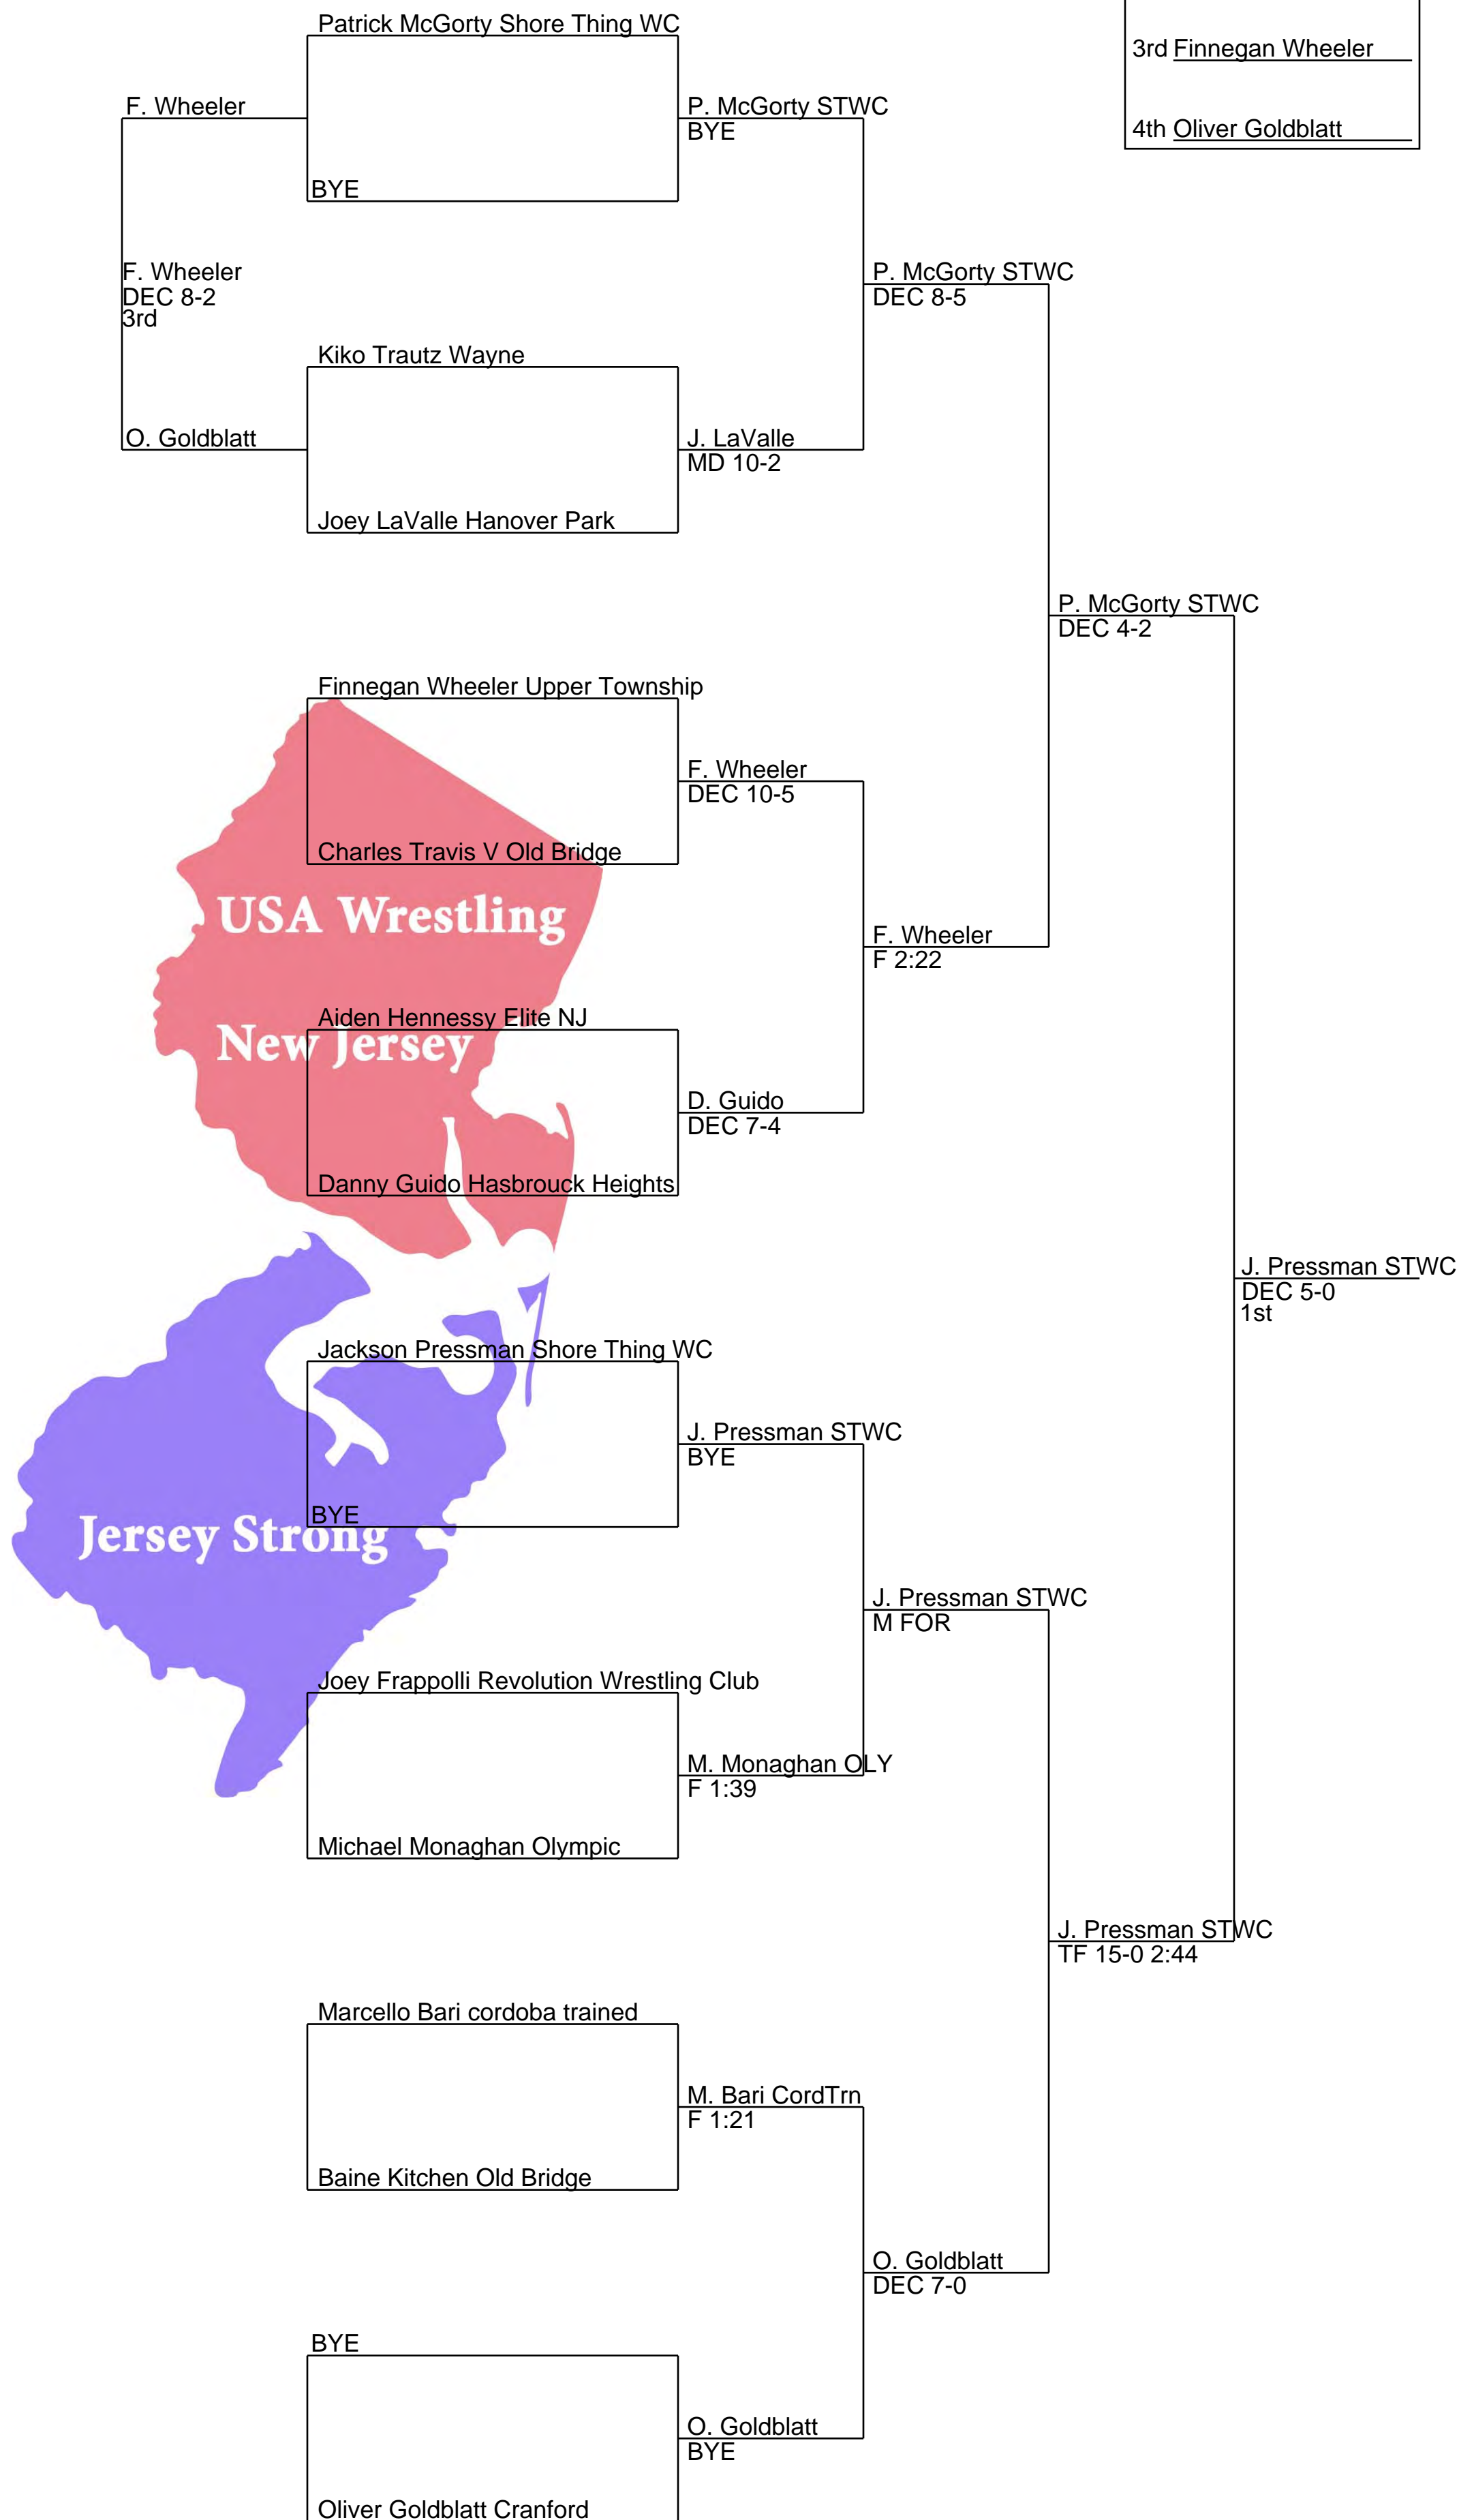 Patrick McGorty Shore Thing WC
3rd Finnegan Wheeler
F. Wheeler
P. McGorty STWC
BYE
4th Oliver Goldblatt
BYE
F. Wheeler
DEC 8-2
3rd
P. McGorty STWC
DEC 8-5
Kiko Trautz Wayne
O. Goldblatt
J. LaValle
MD 10-2
Joey LaValle Hanover Park
P. McGorty STWC
DEC 4-2
Finnegan Wheeler Upper Township
F. Wheeler
DEC 10-5
Charles Travis V Old Bridge
USA Wrestling
F. Wheeler
F 2:22
Aiden Hennessy Elite NJ
New Jersey
D. Guido
DEC 7-4
Danny Guido Hasbrouck Heights
J. Pressman STWC
DEC 5-0
1st
Jackson Pressman Shore Thing WC
J. Pressman STWC
BYE
BYE
Jersey Strong
J. Pressman STWC
M FOR
Joey Frappolli Revolution Wrestling Club
M. Monaghan OLY
F 1:39
Michael Monaghan Olympic
J. Pressman STWC
TF 15-0 2:44
Marcello Bari cordoba trained
M. Bari CordTrn
F 1:21
Baine Kitchen Old Bridge
O. Goldblatt
DEC 7-0
BYE
O. Goldblatt
BYE
Oliver Goldblatt Cranford